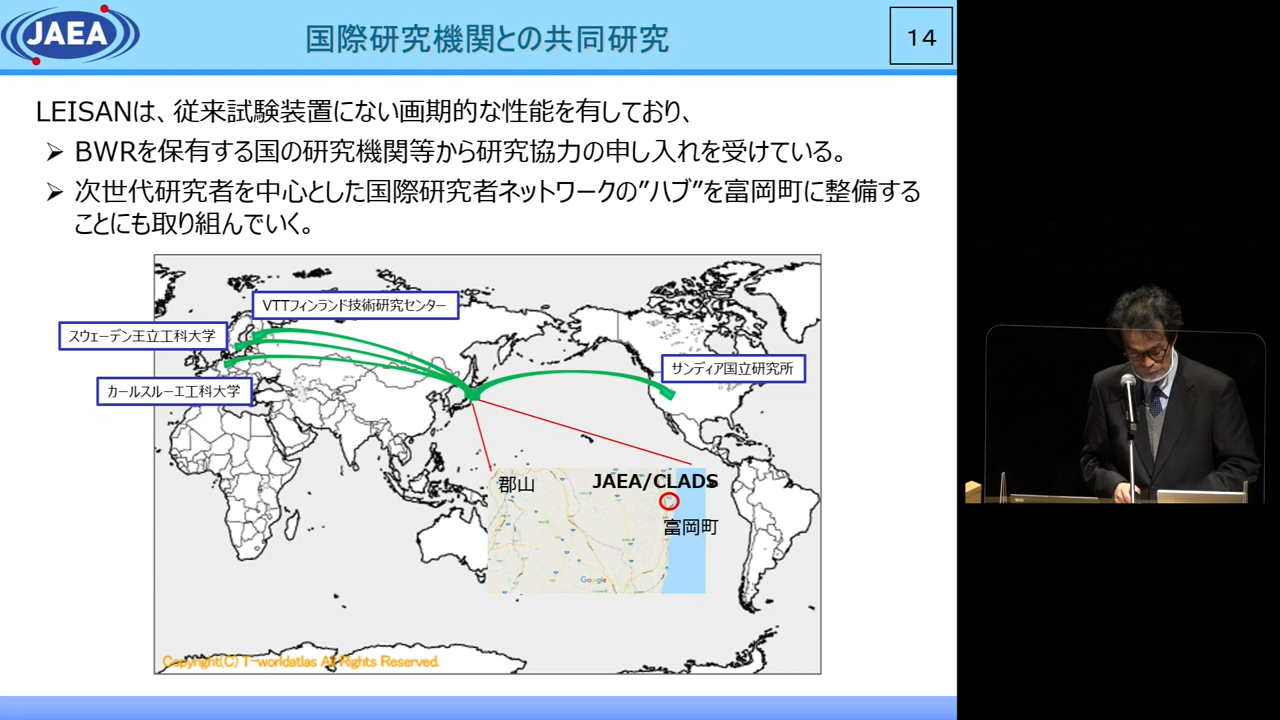 JAEA
国際研究機関との共同研究
14
LEISANは、従来試験装置にない画期的な性能を有しており、
➢ BWRを保有する国の研究機関等から研究協力の申し入れを受けている。
➢ 次世代研究者を中心とした国際研究者ネットワークの”ハブ”を富岡町に整備する
ことにも取り組んでいく。
VTTフィンランド技術研究センター
スウェーデン王立工科大学
サンディア国立研究所
カールスルーエ工科大学
郡山
JAEA/CLADS
富岡町
Google
Copyright(C) T-worldatlas All Rights Reserved.